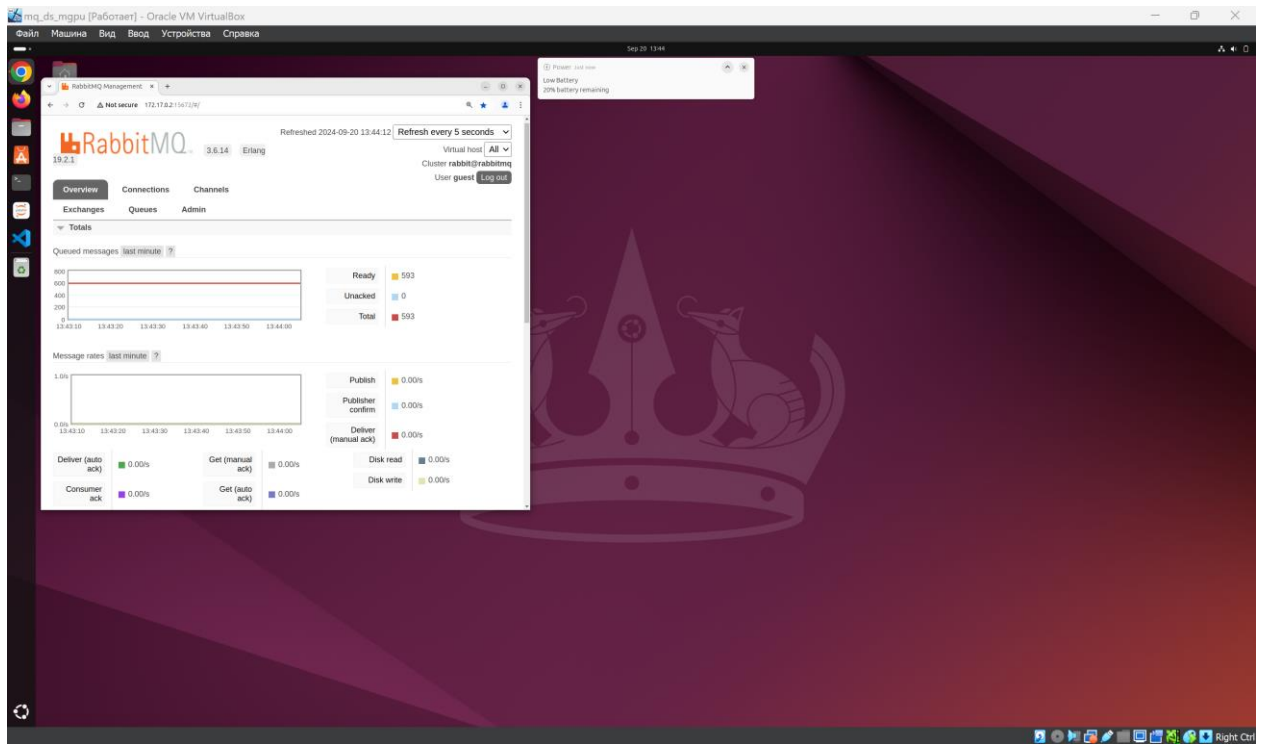 mq_ds_mgpu [Работает] - Oracle VM VirtualBox
Файл Машина Вид Ввод Устройства Справка
Sep 20 13:44
RabbitMQ Management
Not secure 172.17.0.2:15672/#/
Power Just now
Low Battery
20% battery remaining
RabbitMQ 3.6.14 Erlang
19.2.1
Refreshed 2024-09-20 13:44:12 Refresh every 5 seconds
Virtual host All
Cluster rabbit@rabbitmq
User guest Log out
Overview Connections Channels
Exchanges Queues Admin
Totals
Queued messages last minute ?
800
600
400
200
0
13:43:10 13:43:20 13:43:30 13:43:40 13:43:50 13:44:00
Ready 593
Unacked 0
Total 593
Message rates last minute ?
1.0/s
0.0/s
13:43:10 13:43:20 13:43:30 13:43:40 13:43:50 13:44:00
Publish 0.00/s
Publisher
confirm 0.00/s
Deliver
(manual ack) 0.00/s
Deliver (auto
ack) 0.00/s
Get (manual
ack) 0.00/s
Disk read 0.00/s
Disk write 0.00/s
Consumer
ack 0.00/s
Get (auto
ack) 0.00/s
Right Ctrl